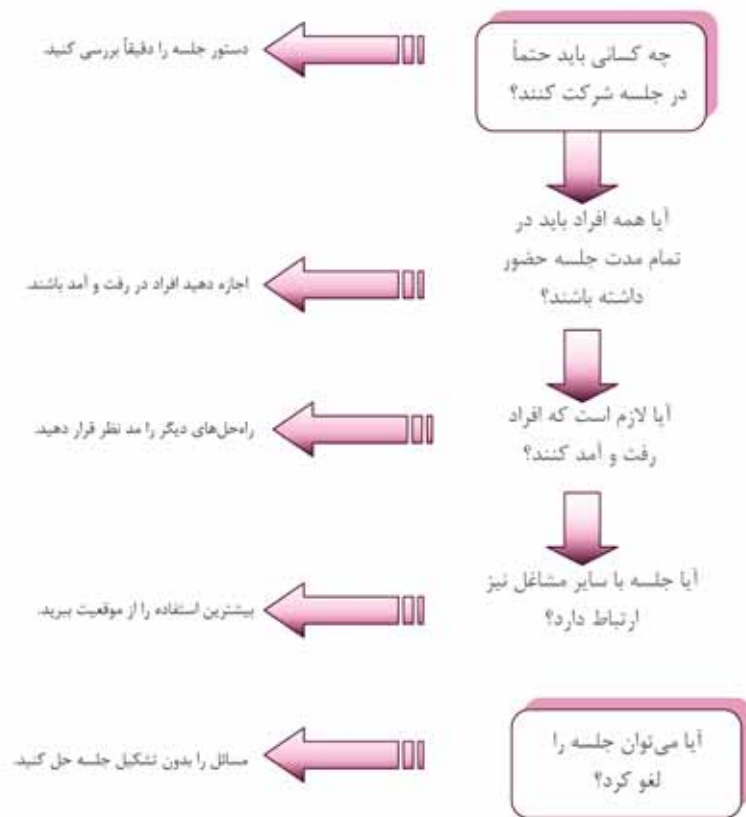 چه کسانی باید حتماً
در جلسه شرکت کنند؟
دستور جلسه را دقیقاً بررسی کنید.
آیا همه افراد باید در
تمام مدت جلسه حضور
داشته باشند؟
اجازه دهید افراد در رفت و آمد باشند.
آیا لازم است که افراد
رفت و آمد کنند؟
راه‌حل‌های دیگر را مد نظر قرار دهید.
آیا جلسه با سایر مشاغل نیز
ارتباط دارد؟
بیشترین استفاده را از موقعیت ببرید.
آیا می‌توان جلسه را
لغو کرد؟
مسائل را بدون تشکیل جلسه حل کنید.